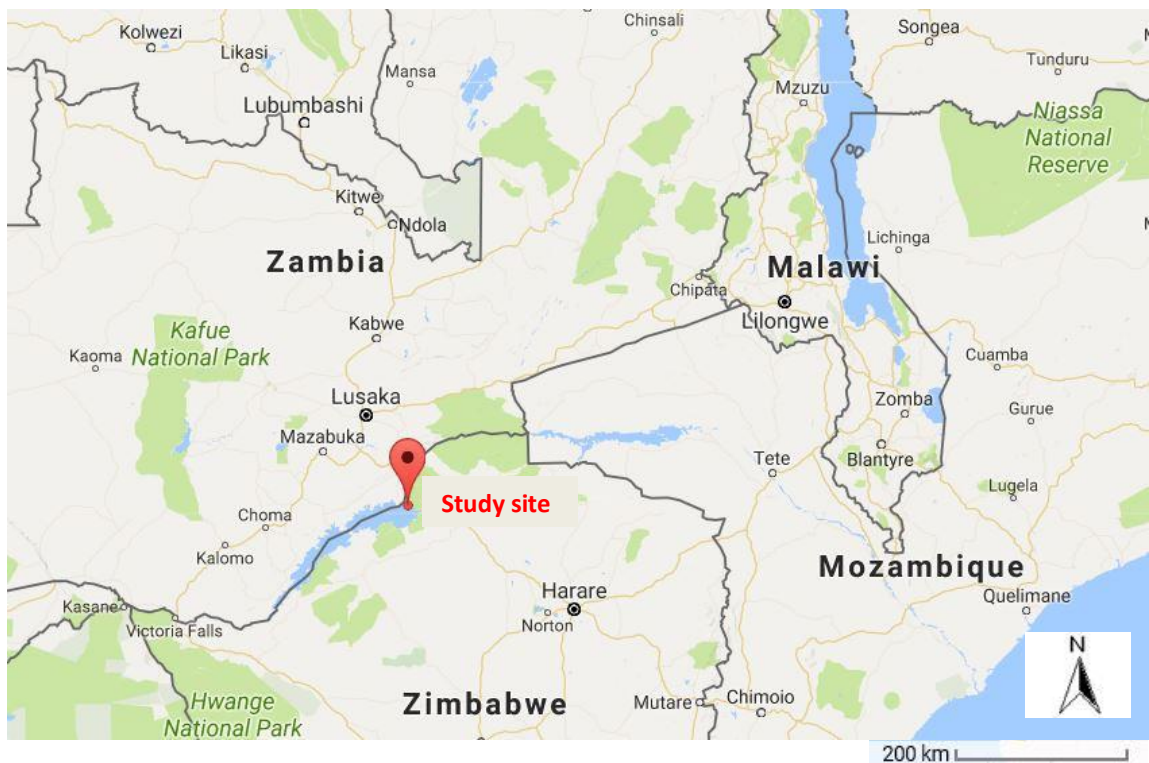 Kolwezi
Likasi
Lubumbashi
Mansa
Chinsali
Mzuzu
Songea
Tunduru
Niassa
National
Reserve
Kitwe
Ndola
Zambia
Malawi
Lichinga
Chipata
Lilongwe
Kafue
National Park
Kaoma
Kabwe
Cuamba
Lusaka
Zomba
Gurue
Mazabuka
Blantyre
Tete
Lugela
Study site
Choma
Kalomo
Mozambique
Harare
Norton
Quelimane
Kasane
Victoria Falls
N
Hwange
National Park
Zimbabwe
Mutare
Chimoio
200 km